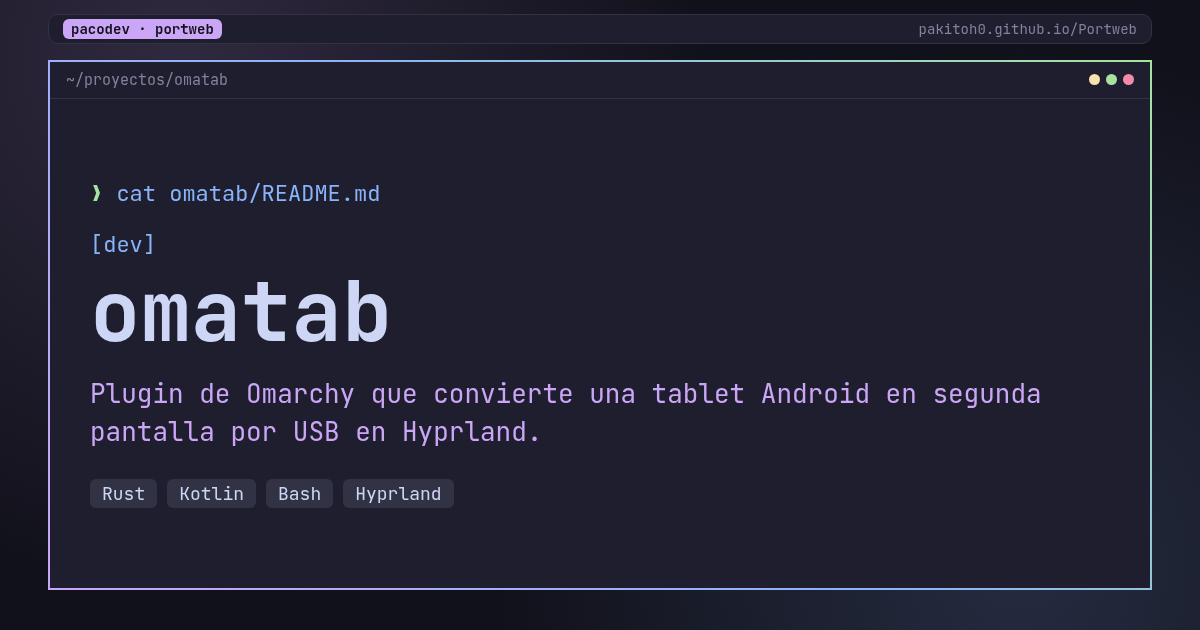 pacodev · portweb
pakitoh0.github.io/Portweb
~/proyectos/omatab
❯ cat omatab/README.md
[dev]
omatab
Plugin de Omarchy que convierte una tablet Android en segunda
pantalla por USB en Hyprland.
Rust Kotlin Bash Hyprland